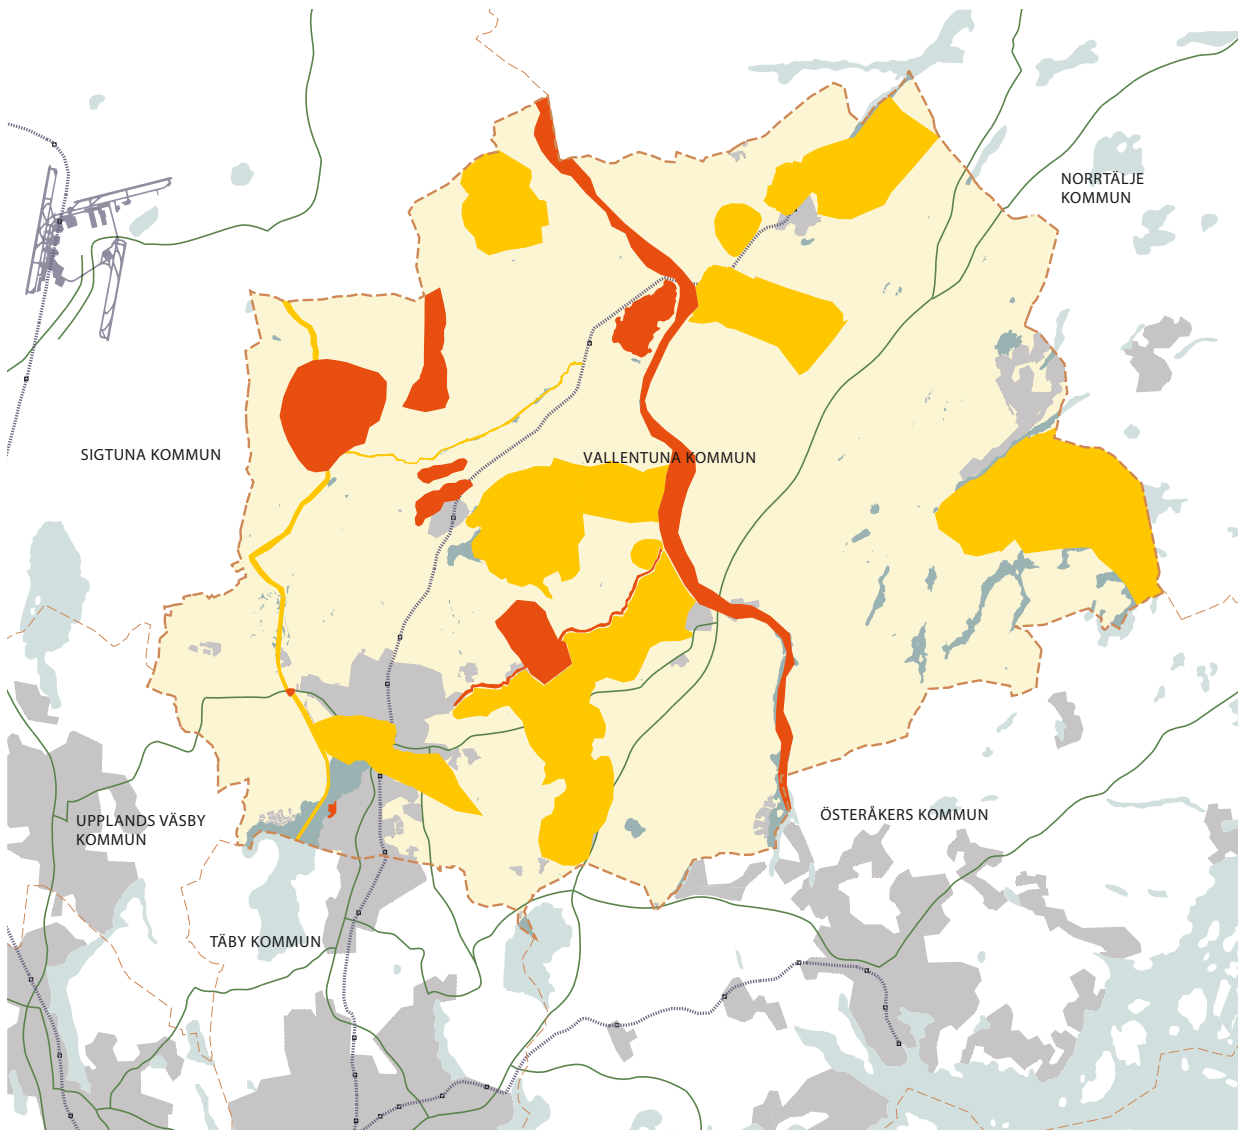 NORRTÄLJE
KOMMUN
SIGTUNA KOMMUN
VALLENTUNA KOMMUN
UPPLANDS VÄSBY
KOMMUN
ÖSTERÅKERS KOMMUN
TÄBY KOMMUN